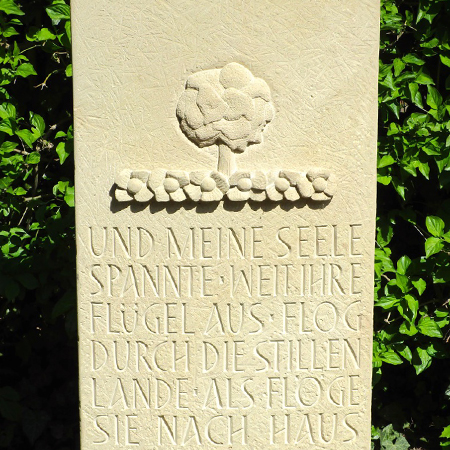 UND·MEINE SEELE
SPANNTE·WEIT·IHRE
FLÜGEL AUS·FLOG
DURCH DIE STILLEN
LANDE·ALS·FLÖGE
SIE NACH HAUS